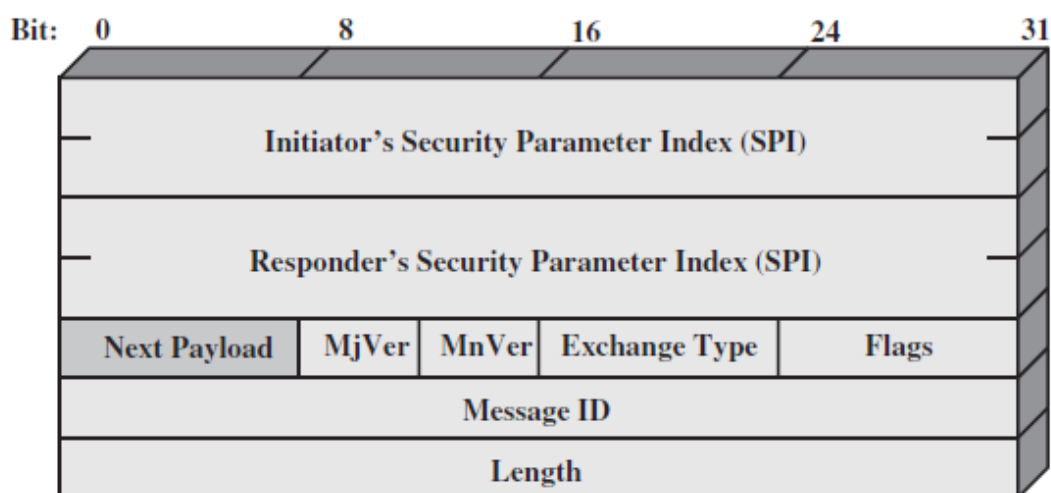 Bit: 0 8 16 24 31
Initiator’s Security Parameter Index (SPI)
Responder’s Security Parameter Index (SPI)
Next Payload MjVer MnVer Exchange Type Flags
Message ID
Length